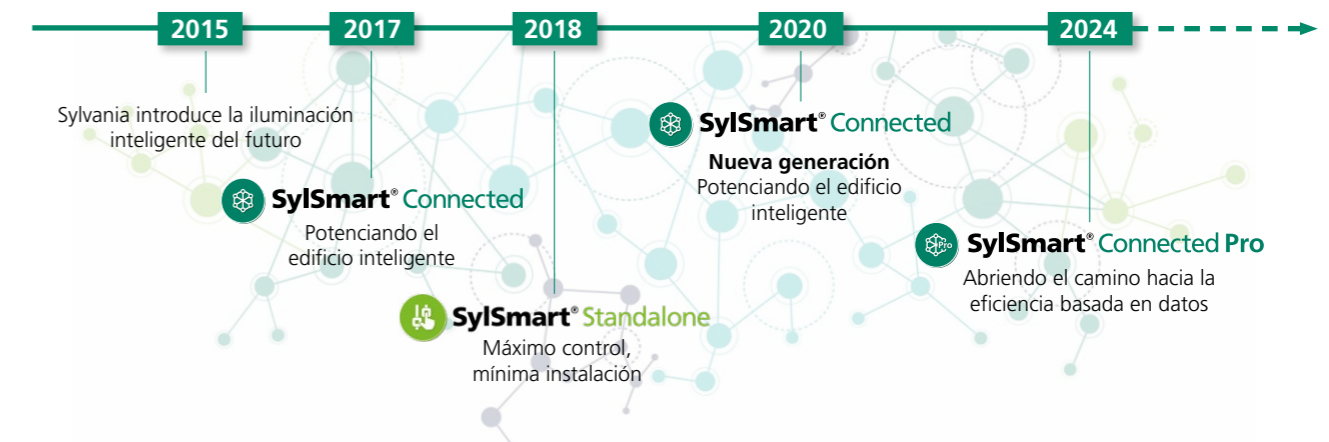 2015
2017
2018
2020
2024
Sylvania introduce la iluminación
inteligente del futuro
SylSmart® Connected
Potenciando el
edificio inteligente
SylSmart® Standalone
Máximo control,
mínima instalación
SylSmart® Connected
Nueva generación
Potenciando el edificio
inteligente
Pro
SylSmart® Connected Pro
Abriendo el camino hacia la
eficiencia basada en datos